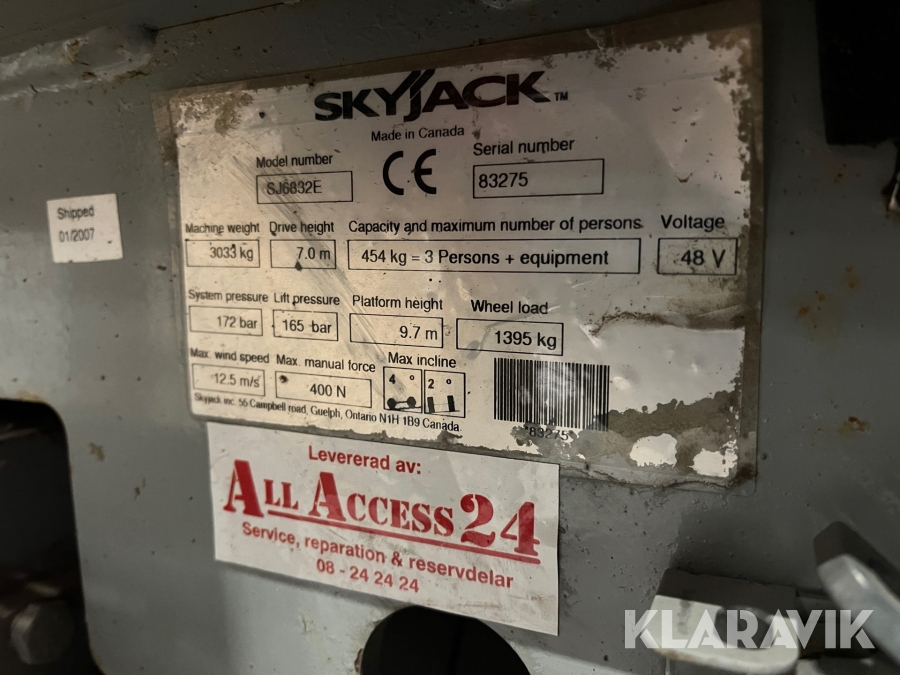 SKYJACK™
Made in Canada
Model number
SJ6832E
CE
Serial number
83275
Shipped
01/2007
Machine weight
3033 kg
Drive height
7.0 m
Capacity and maximum number of persons
454 kg = 3 Persons + equipment
Voltage
48 V
System pressure
172 bar
Lift pressure
165 bar
Platform height
9.7 m
Wheel load
1395 kg
Max. wind speed
12.5 m/s
Max. manual force
400 N
Max incline
4 °
2 °
*83275*
Skyjack inc. 55 Campbell road, Guelph, Ontario N1H 1B9 Canada.
Levererad av:
ALL ACCESS24
Service, reparation & reservdelar
08 - 24 24 24
KLARAVIK